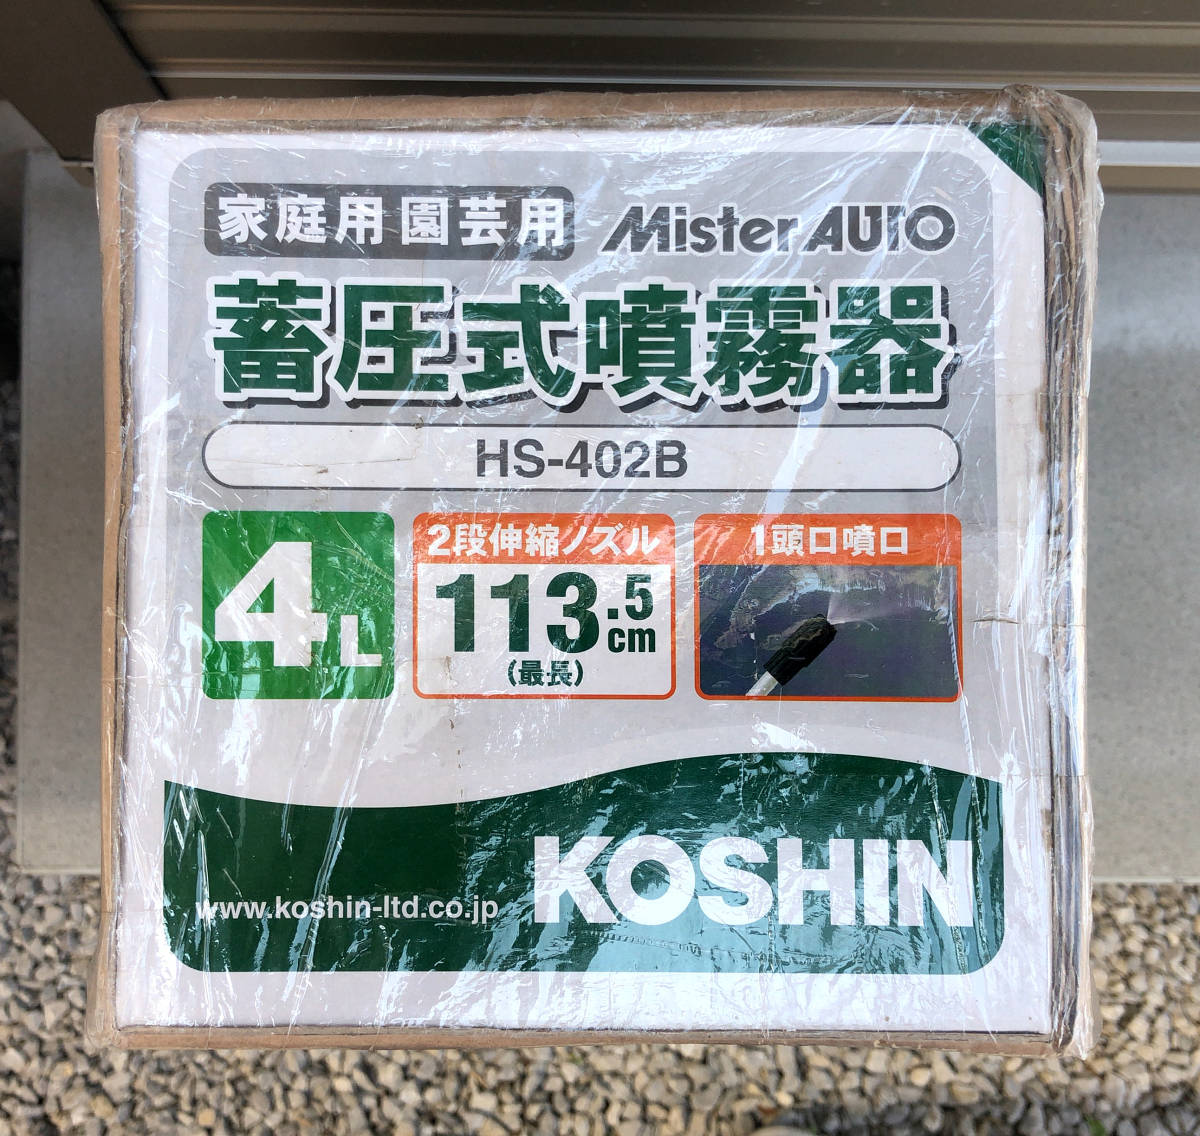 家庭用 園芸用 Mister AUTO
蓄圧式噴霧器
HS-402B
4L
2段伸縮ノズル
113.5cm
(最長)
1頭口噴口
www.koshin-ltd.co.jp
KOSHIN